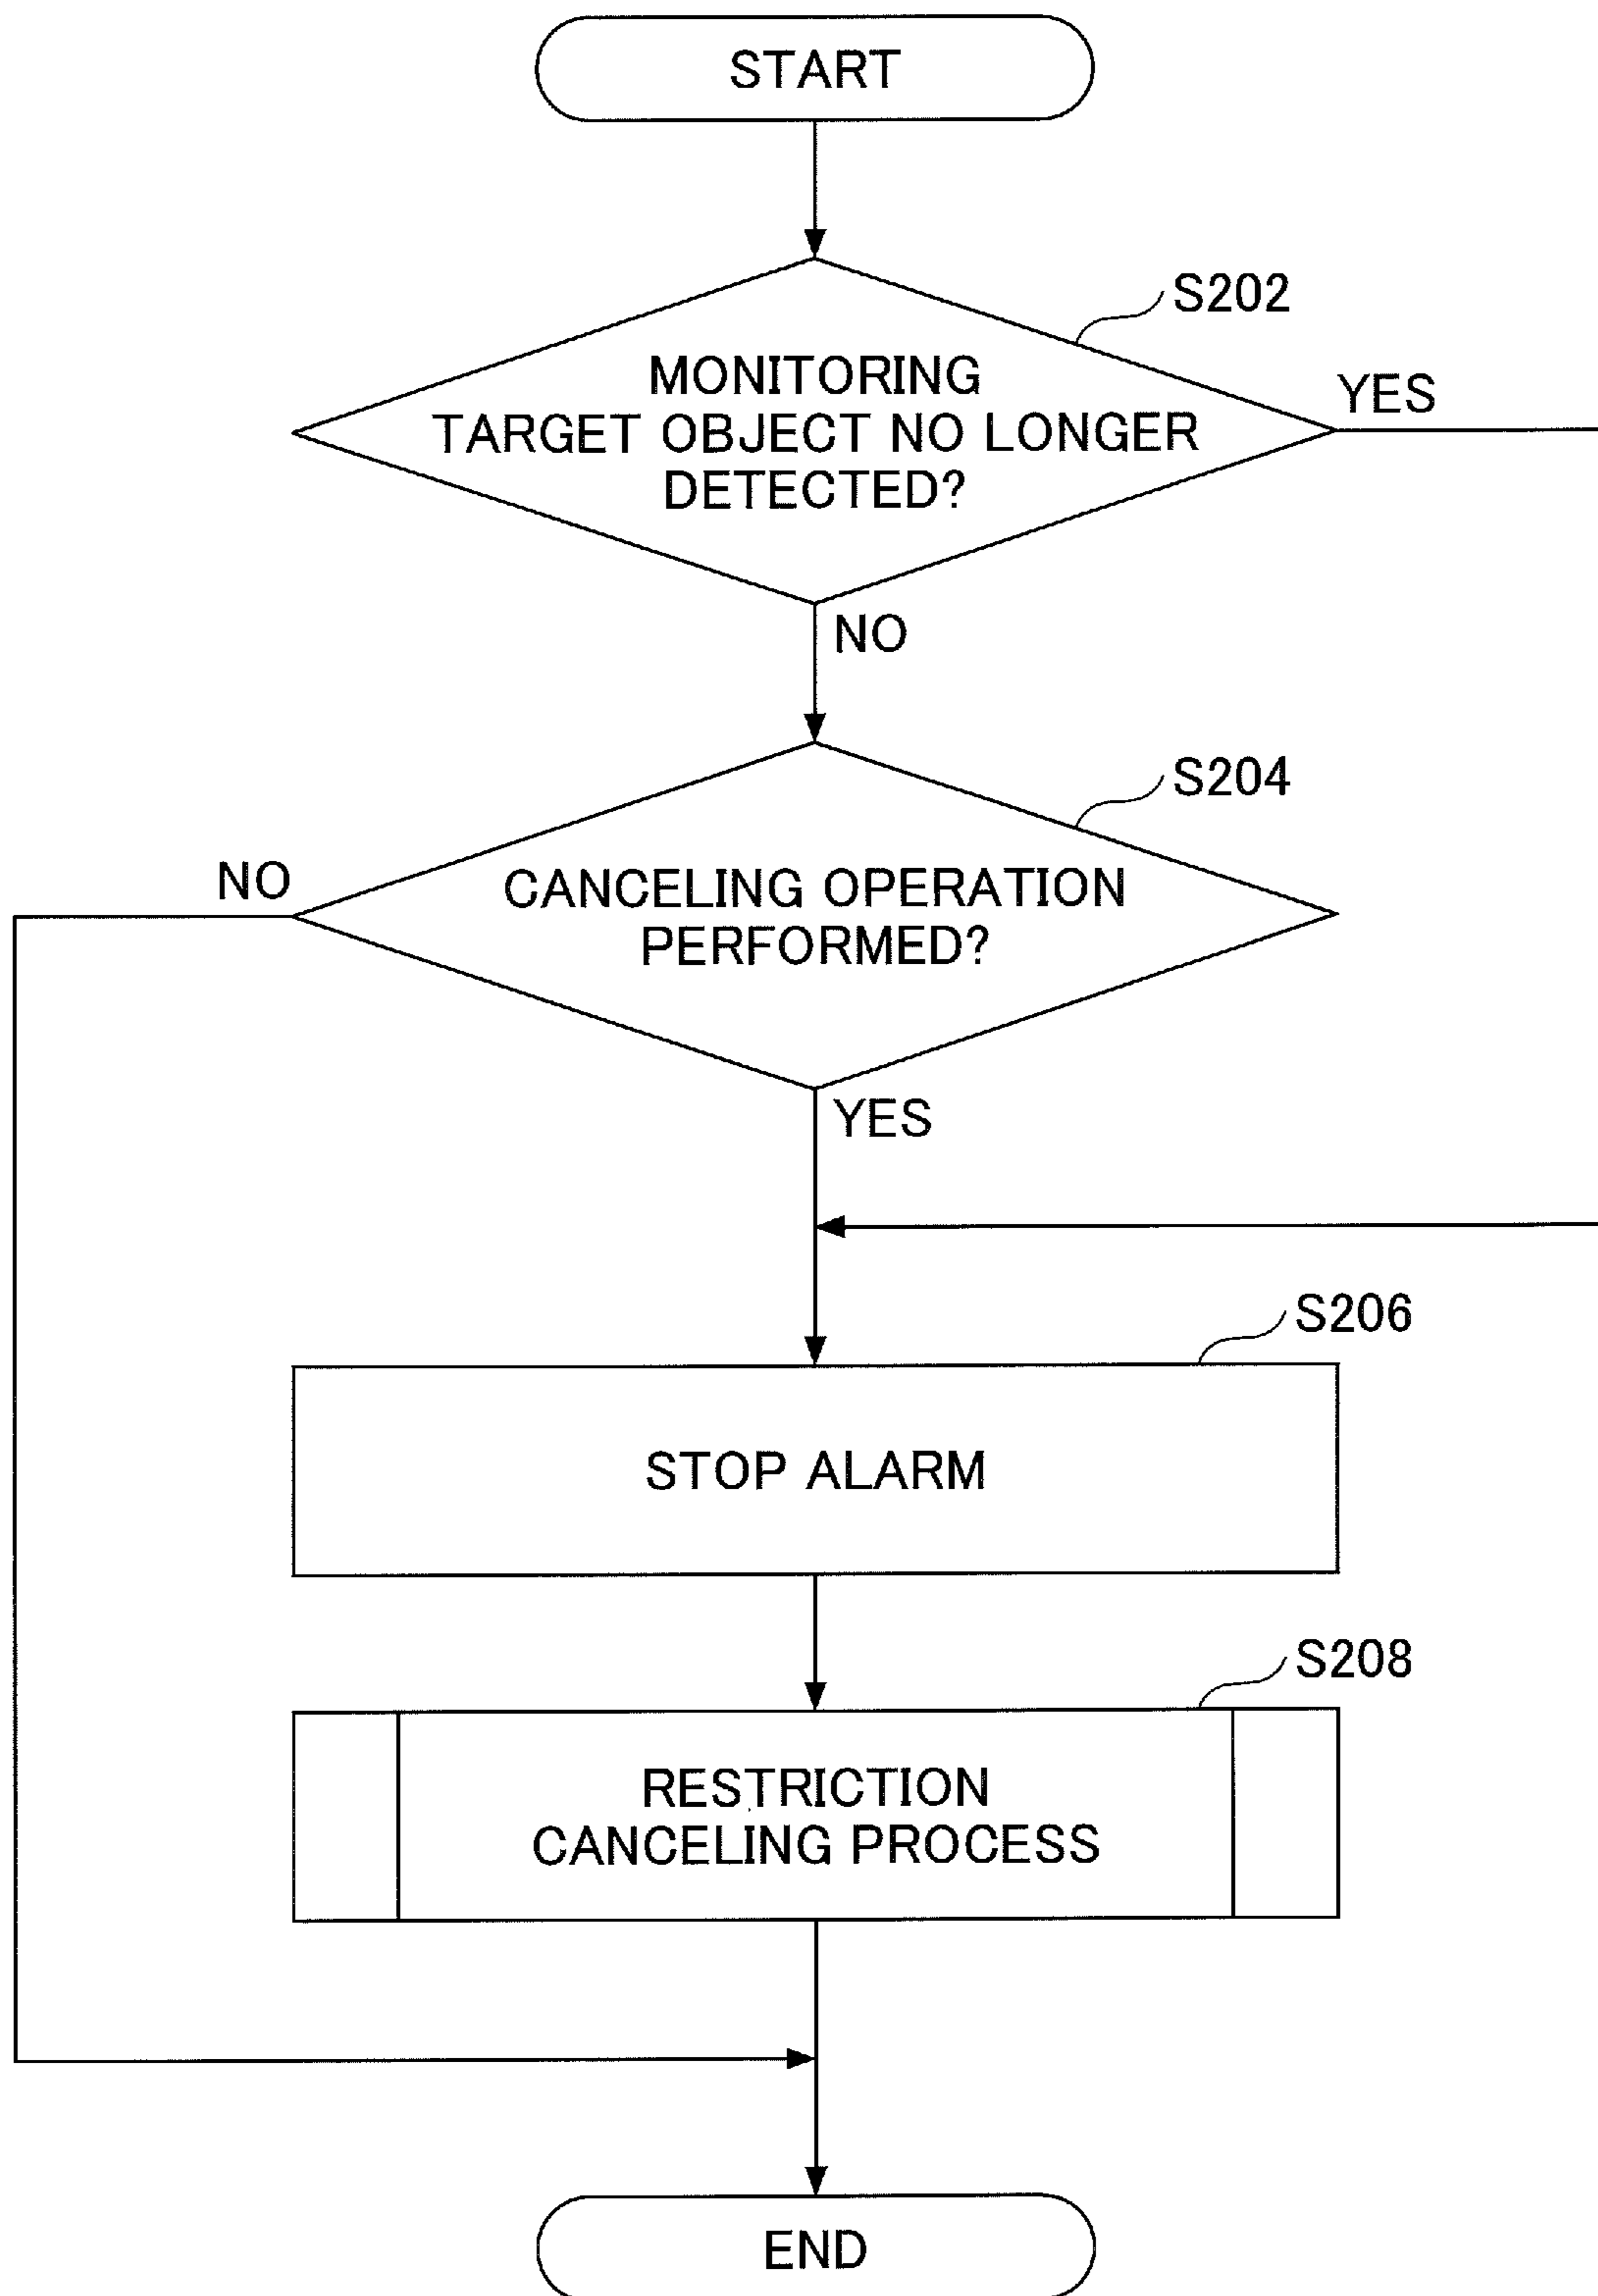 START
S202
MONITORING
TARGET OBJECT NO LONGER
DETECTED?
YES
NO
S204
NO
CANCELING OPERATION
PERFORMED?
YES
S206
STOP ALARM
S208
RESTRICTION
CANCELING PROCESS
END